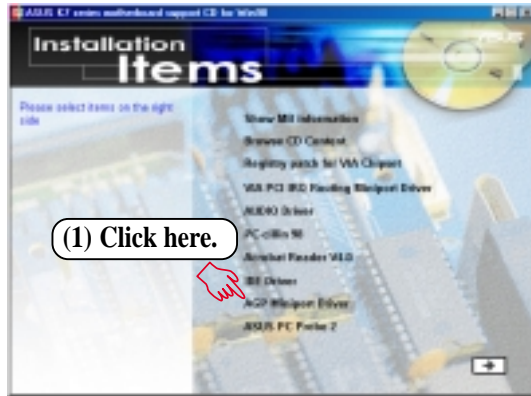 ASUS K7 series motherboard support CD for Win98
Installation
Items
Please select items on the right
side
Show MB information
Browse CD Content
Registry patch for VIA Chipset
VIA PCI IRQ Routing Miniport Driver
AUDIO Driver
PC-cillin 98
Acrobat Reader V4.0
IDE Driver
AGP Miniport Driver
ASUS PC Probe 2
(1) Click here.